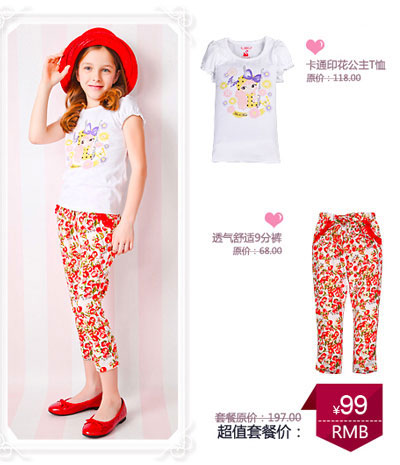 卡通印花公主T恤
原价：118.00
透气舒适9分裤
原价：68.00
套餐原价：197.00
超值套餐价：
¥99
RMB